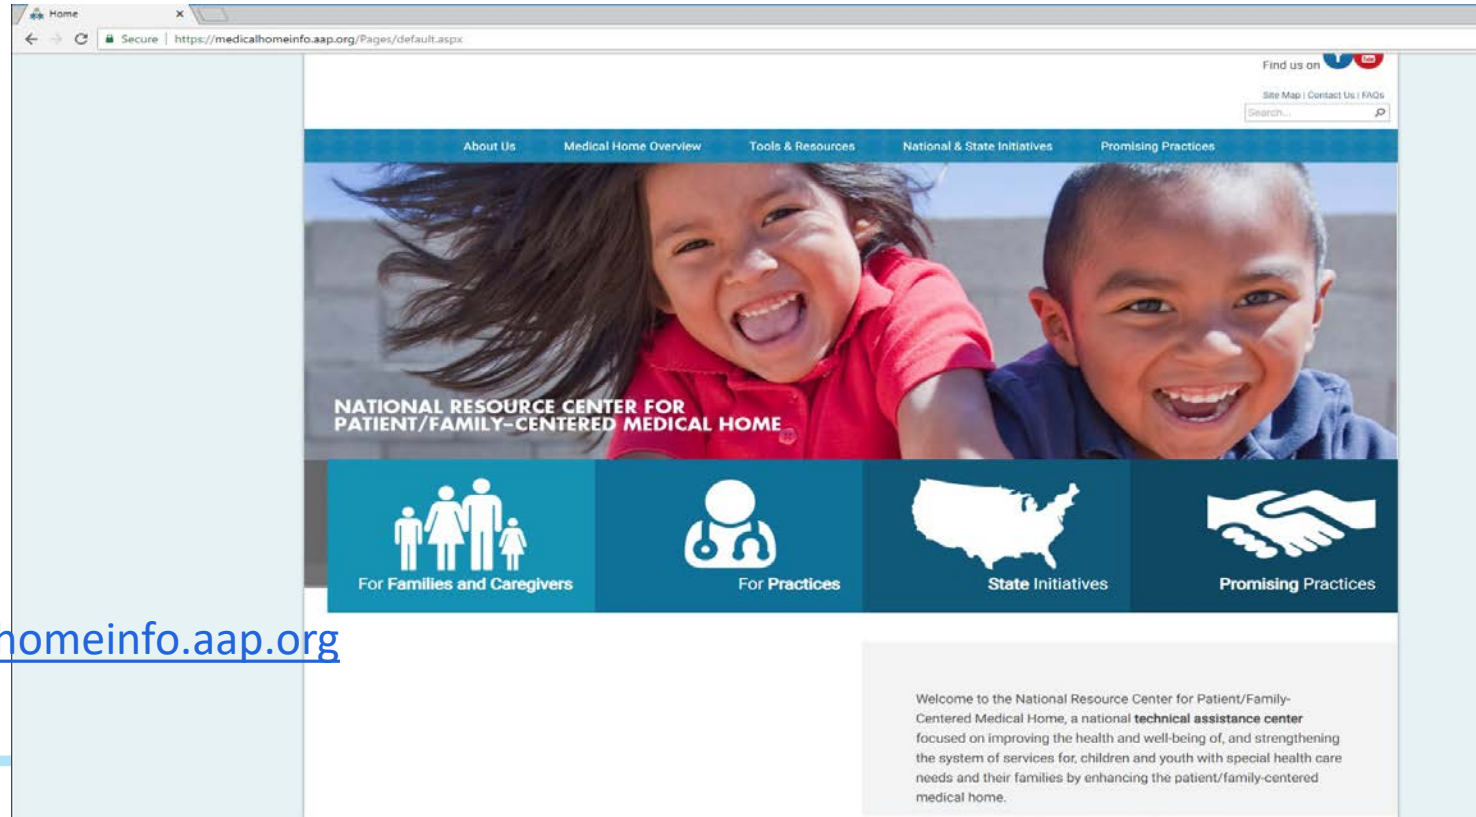 Home
Secure | https://medicalhomeinfo.aap.org/Pages/default.aspx
Find us on
Site Map | Contact Us | FAQs
Search...
About Us Medical Home Overview Tools & Resources National & State Initiatives Promising Practices
NATIONAL RESOURCE CENTER FOR
PATIENT/FAMILY-CENTERED MEDICAL HOME
For Families and Caregivers For Practices State Initiatives Promising Practices
homeinfo.aap.org
Welcome to the National Resource Center for Patient/Family-
Centered Medical Home, a national technical assistance center
focused on improving the health and well-being of, and strengthening
the system of services for, children and youth with special health care
needs and their families by enhancing the patient/family-centered
medical home.